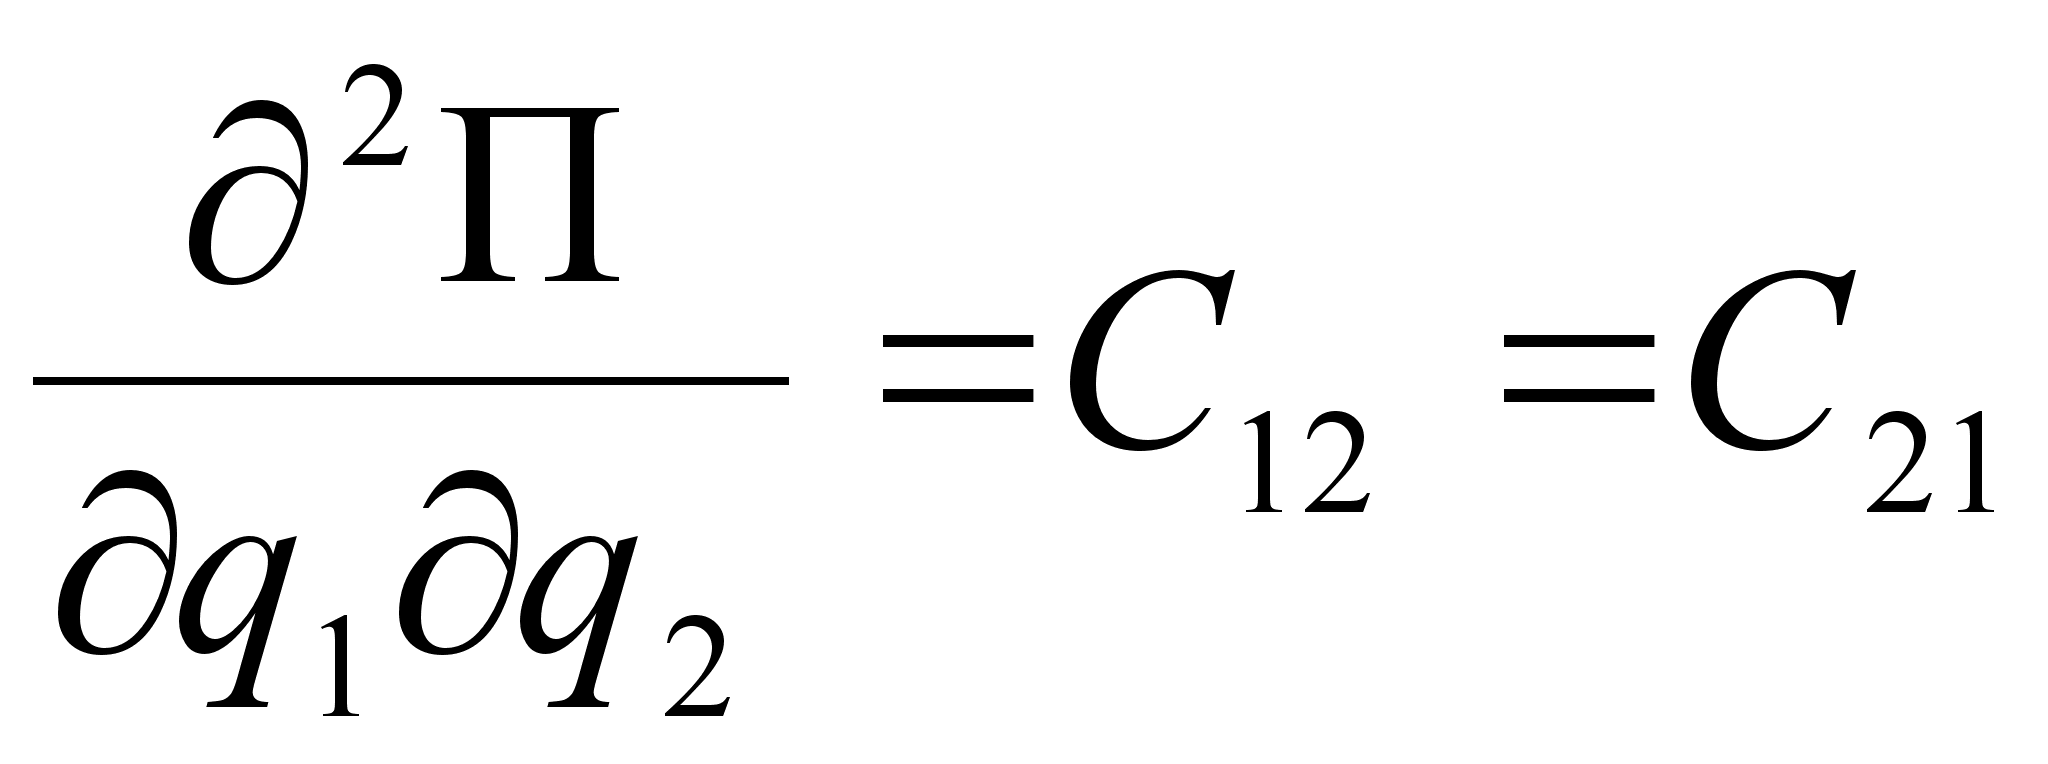 ∂²Π / ∂q₁∂q₂ = C₁₂ = C₂₁